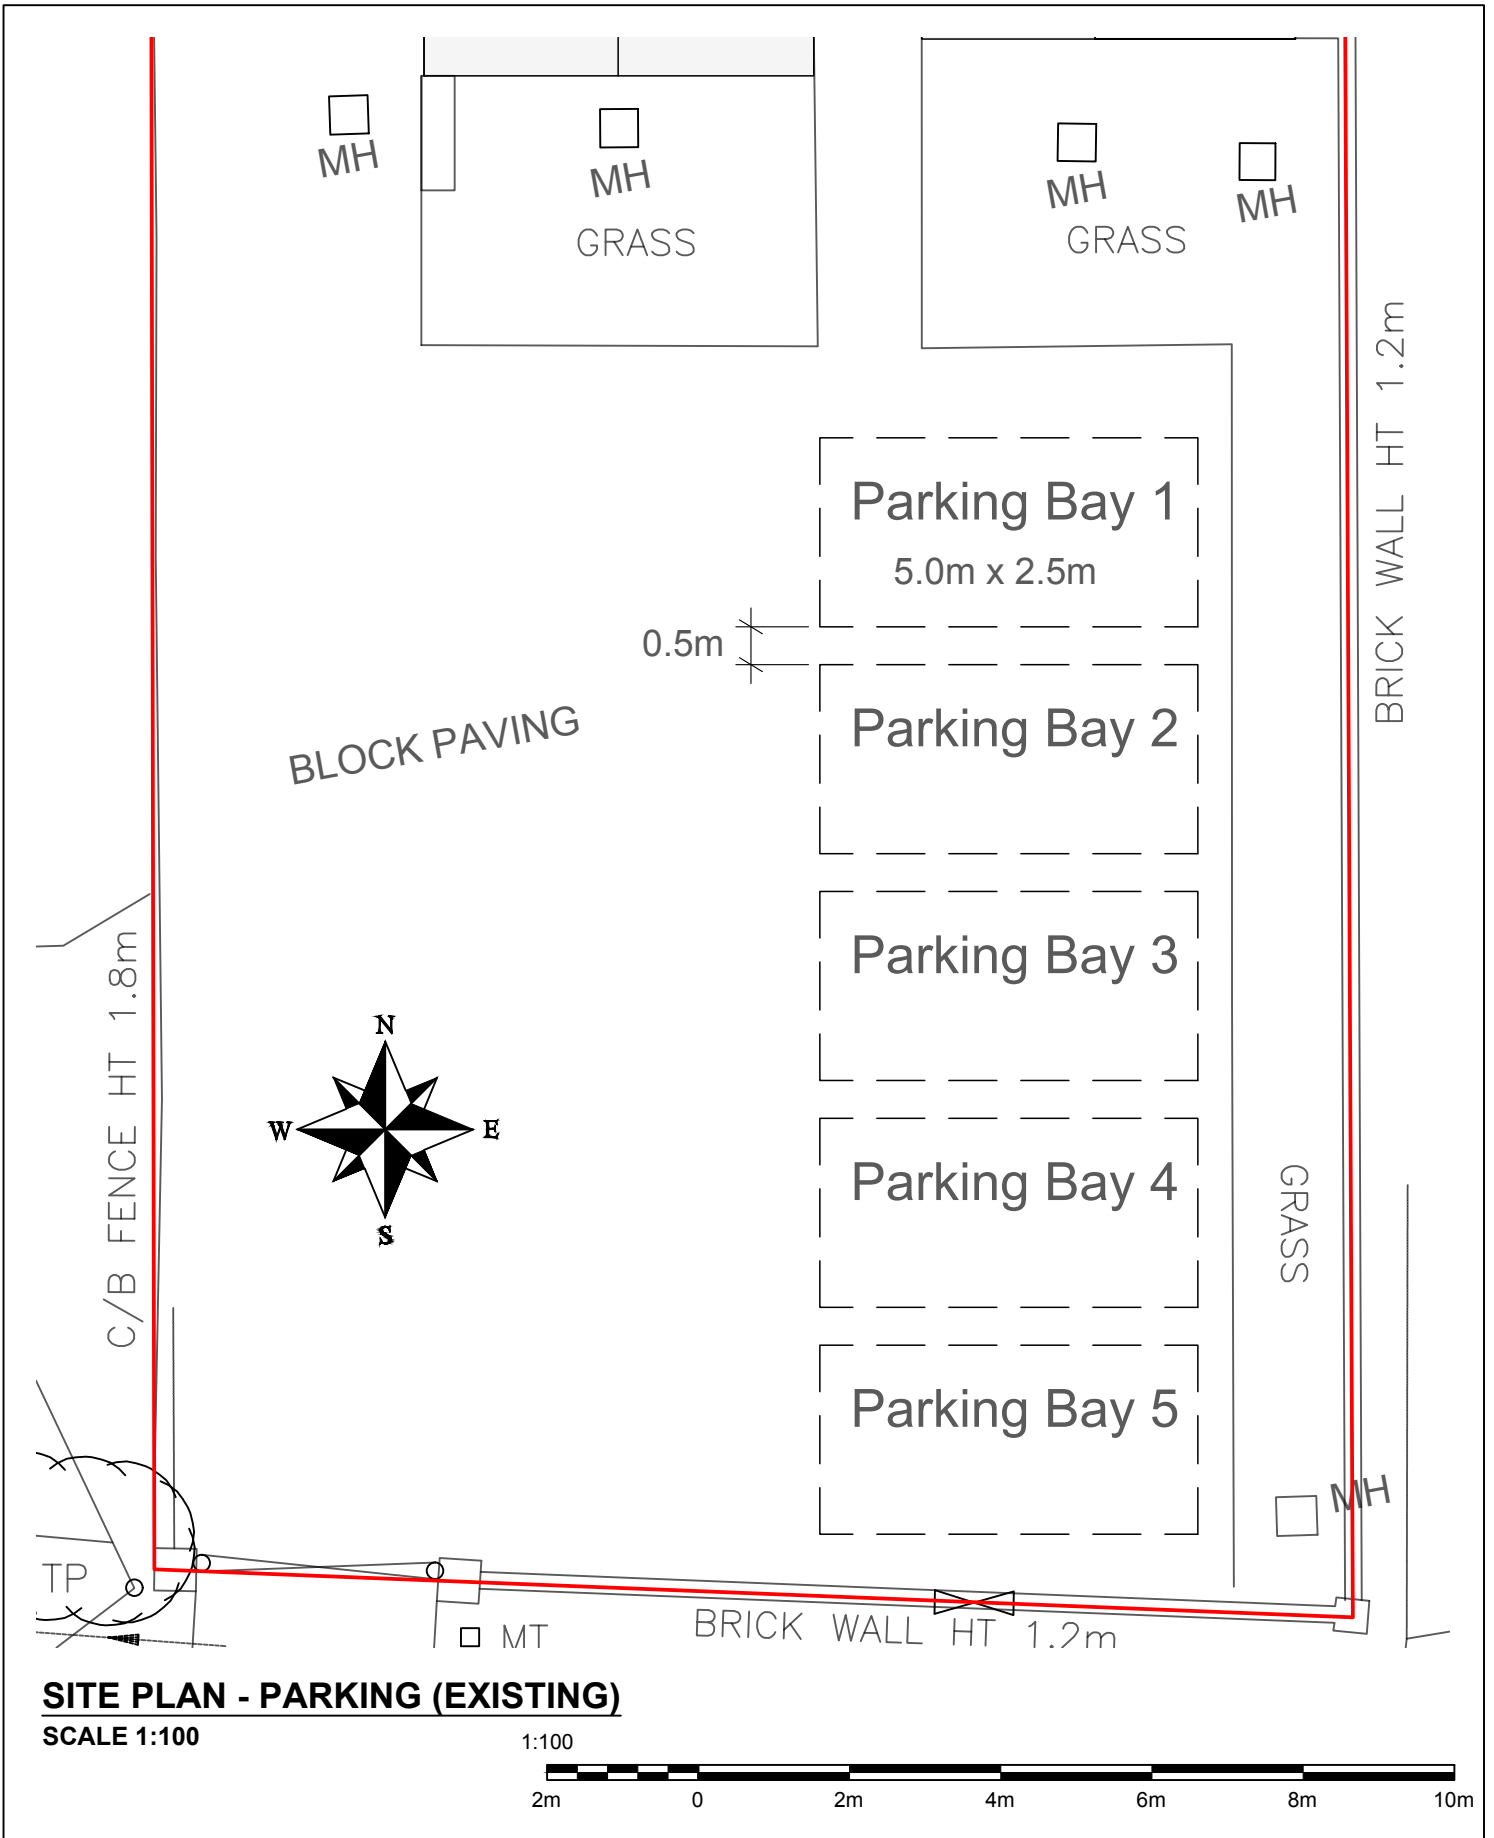 MH
MH
MH
MH
GRASS
GRASS
BRICK WALL HT 1.2m
Parking Bay 1
5.0m x 2.5m
0.5m
Parking Bay 2
BLOCK PAVING
Parking Bay 3
C/B FENCE HT 1.8m
N
W
E
S
Parking Bay 4
GRASS
Parking Bay 5
MH
TP
MT
BRICK WALL HT 1.2m
SITE PLAN - PARKING (EXISTING)
SCALE 1:100
1:100
2m 0 2m 4m 6m 8m 10m